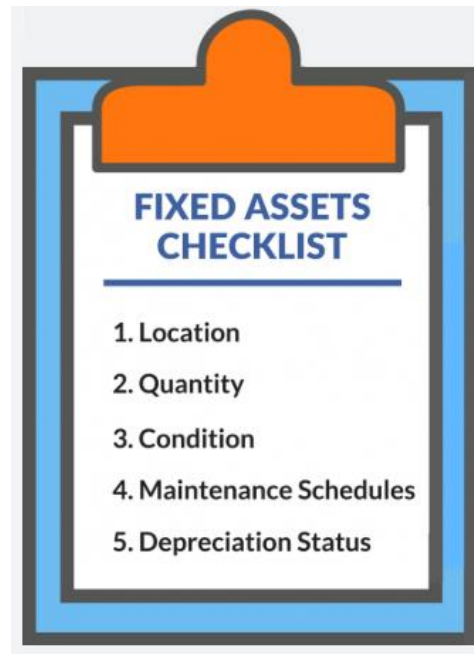 FIXED ASSETS
CHECKLIST
1. Location
2. Quantity
3. Condition
4. Maintenance Schedules
5. Depreciation Status